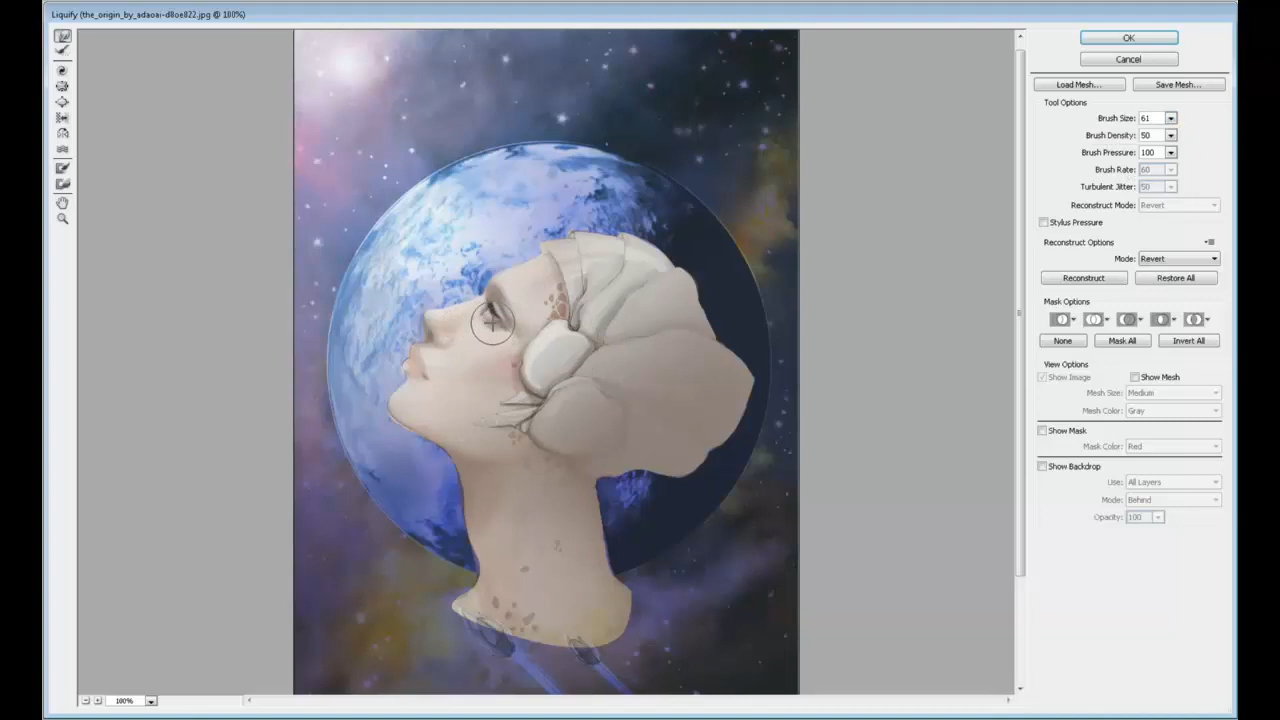 Liquify (the_origin_by_adaoai-d8oe822.jpg @ 100%)
OK
Cancel
Load Mesh...
Save Mesh...
Tool Options
Brush Size: 61
Brush Density: 50
Brush Pressure: 100
Brush Rate: 60
Turbulent Jitter: 50
Reconstruct Mode: Revert
Stylus Pressure
Reconstruct Options
Mode: Revert
Reconstruct
Restore All
Mask Options
None
Mask All
Invert All
View Options
Show Image
Show Mesh
Mesh Size: Medium
Mesh Color: Gray
Show Mask
Mask Color: Red
Show Backdrop
Use: All Layers
Mode: Behind
Opacity: 100
100%